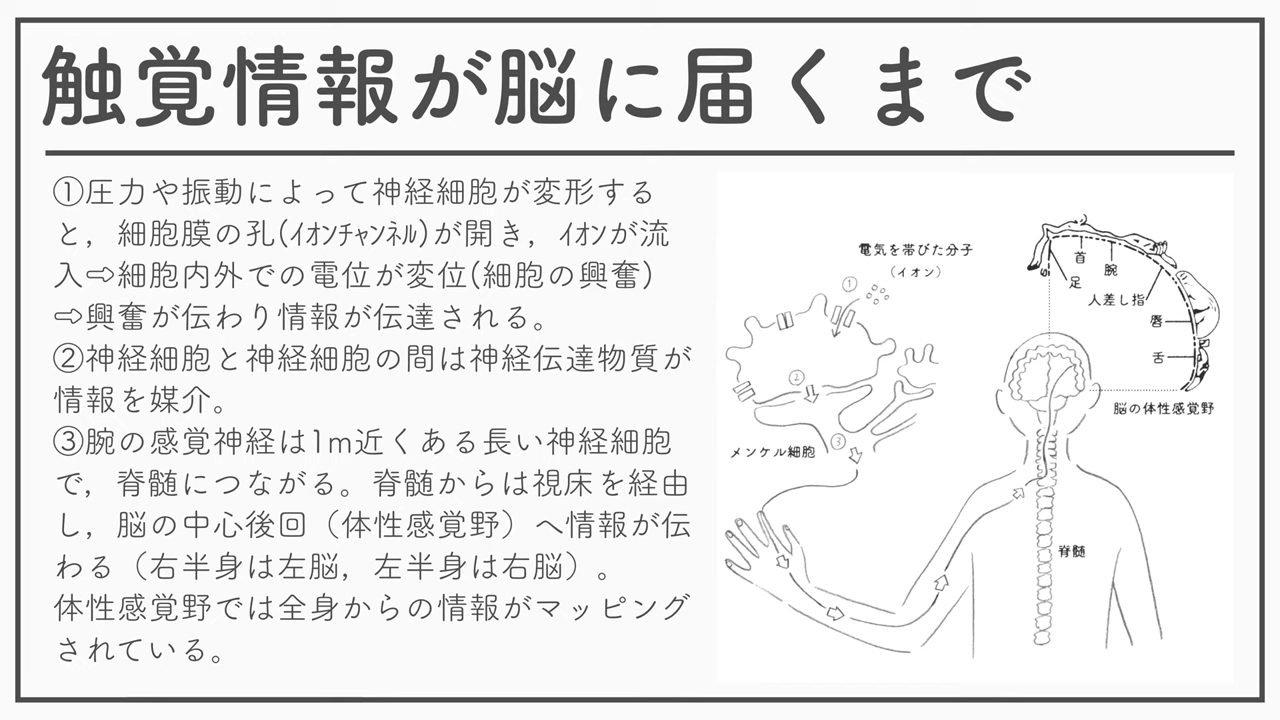 触覚情報が脳に届くまで
①圧力や振動によって神経細胞が変形する
と，細胞膜の孔(ｲｵﾝﾁｬﾝﾈﾙ)が開き，ｲｵﾝが流
入⇨細胞内外での電位が変位(細胞の興奮)
⇨興奮が伝わり情報が伝達される。
②神経細胞と神経細胞の間は神経伝達物質が
情報を媒介。
③腕の感覚神経は1m近くある長い神経細胞
で，脊髄につながる。脊髄からは視床を経由
し，脳の中心後回（体性感覚野）へ情報が伝
わる（右半身は左脳，左半身は右脳）。
体性感覚野では全身からの情報がマッピング
されている。
電気を帯びた分子
（イオン）
①
②
③
メンケル細胞
首
腕
足
人差し指
唇
舌
脳の体性感覚野
脊髄